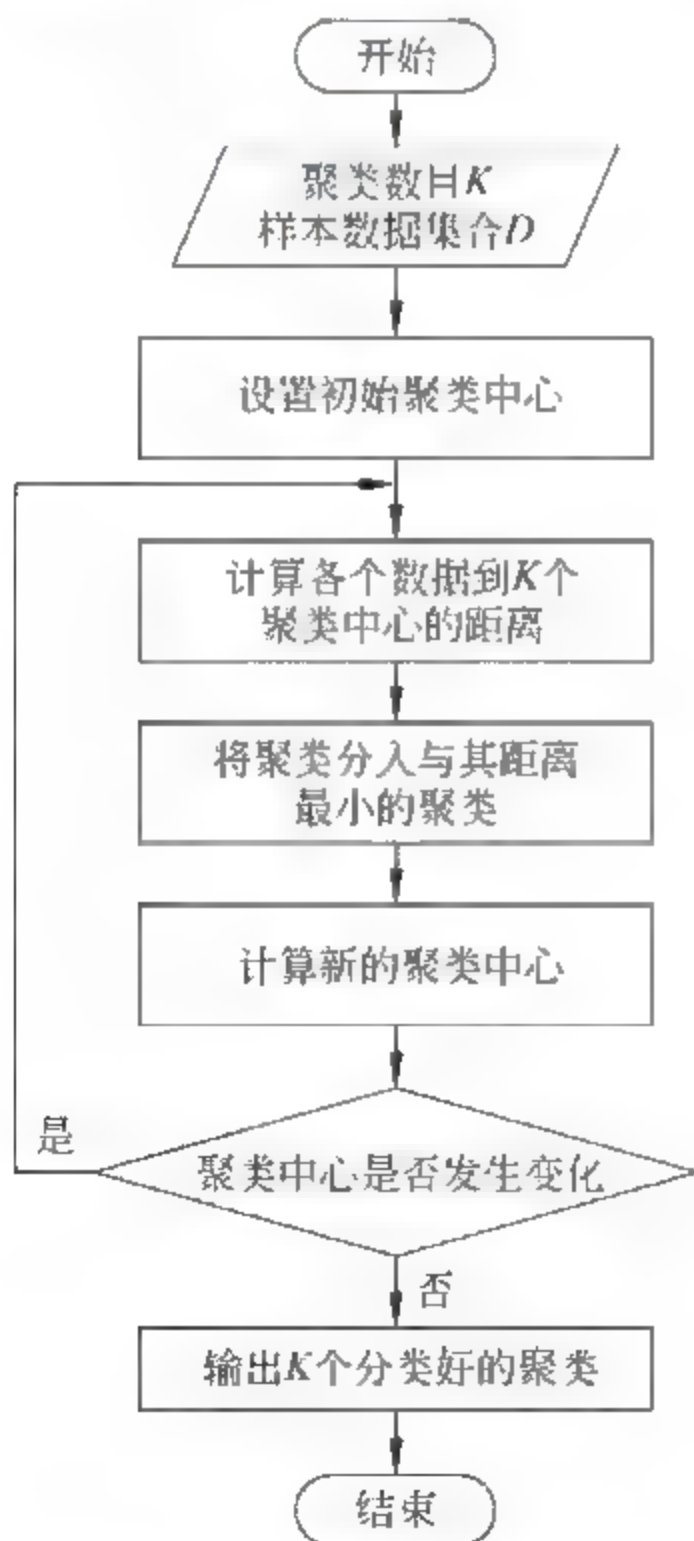 开始
聚类数目K
样本数据集合D
设置初始聚类中心
计算各个数据到K个
聚类中心的距离
将聚类分入与其距离
最小的聚类
计算新的聚类中心
是
聚类中心是否发生变化
否
输出K个分类好的聚类
结束